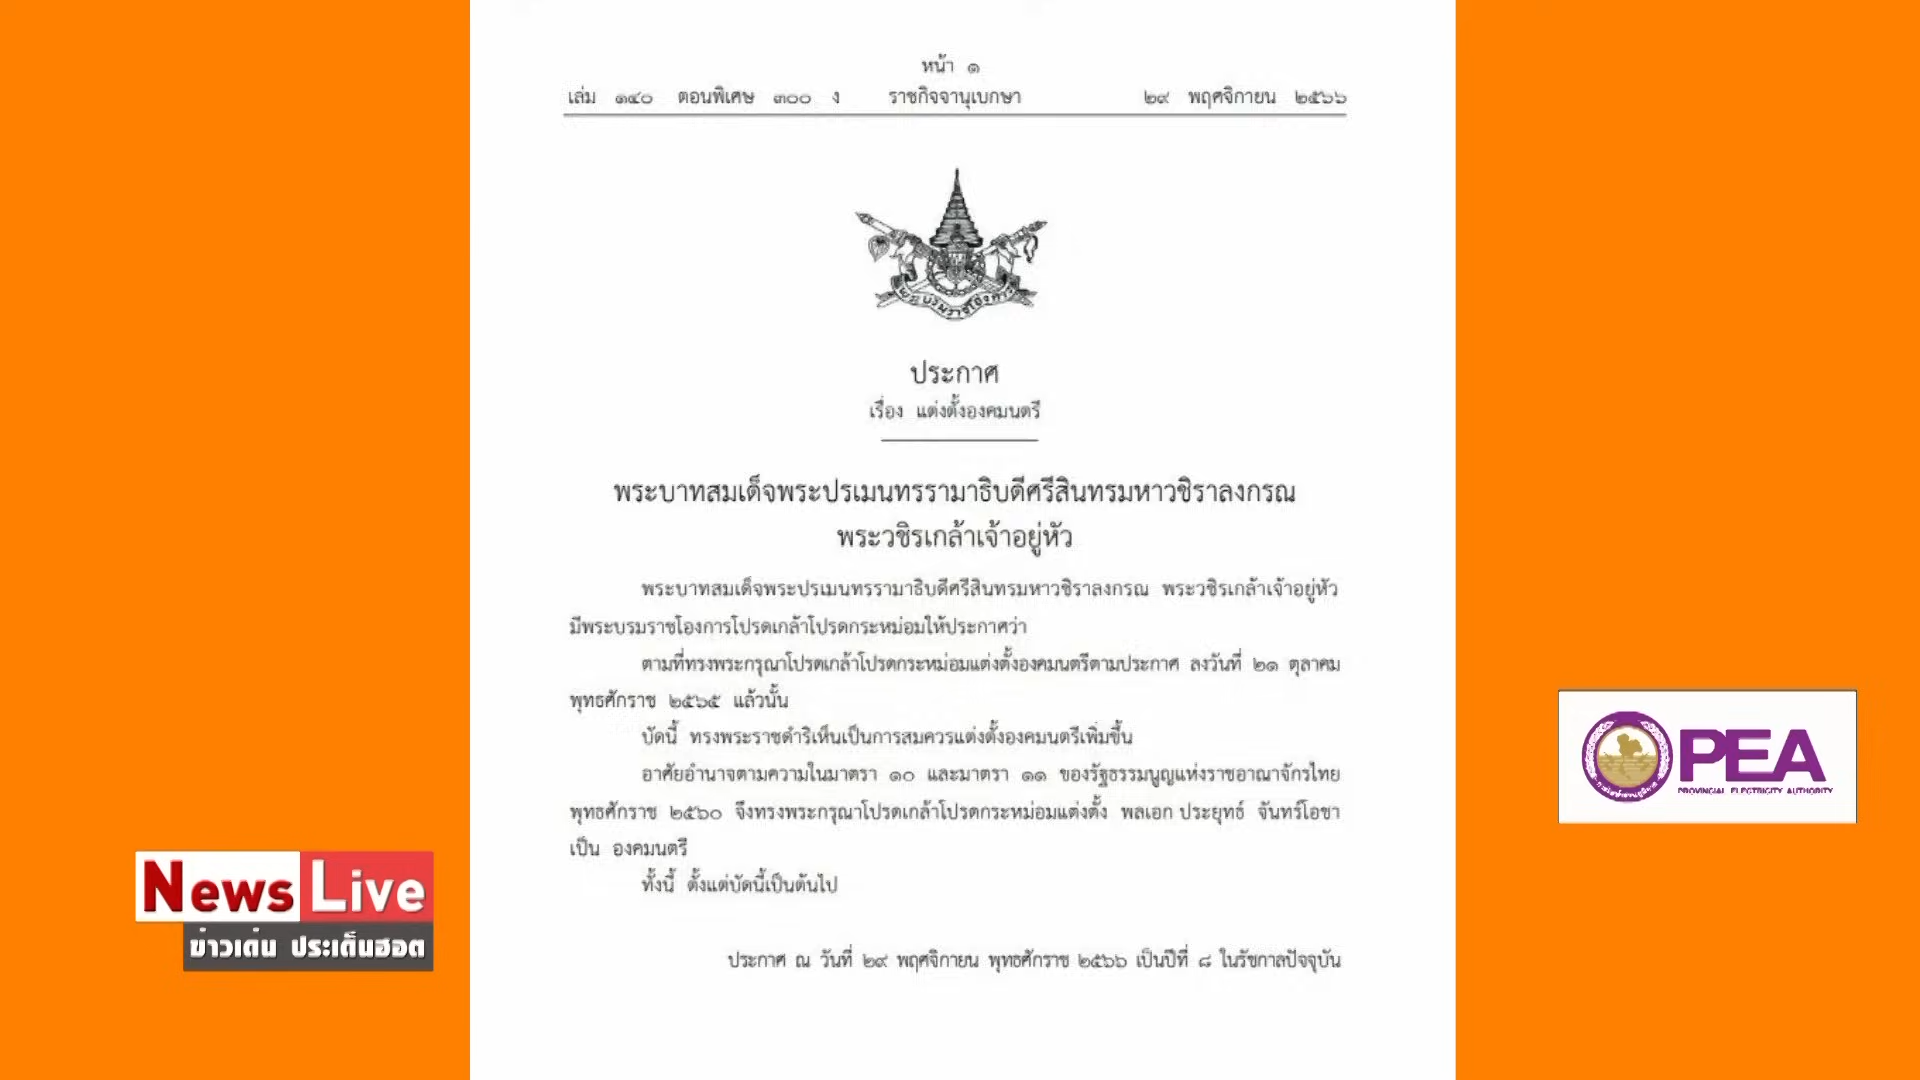 หน้า ๑
เล่ม ๑๔๐ ตอนพิเศษ ๓๐๐ ง ราชกิจจานุเบกษา ๒๙ พฤศจิกายน ๒๕๖๖
พระบรมราชโองการ
ประกาศ
เรื่อง แต่งตั้งองคมนตรี
พระบาทสมเด็จพระปรเมนทรรามาธิบดีศรีสินทรมหาวชิราลงกรณ
พระวชิรเกล้าเจ้าอยู่หัว
พระบาทสมเด็จพระปรเมนทรรามาธิบดีศรีสินทรมหาวชิราลงกรณ พระวชิรเกล้าเจ้าอยู่หัว
มีพระบรมราชโองการโปรดเกล้าโปรดกระหม่อมให้ประกาศว่า
ตามที่ทรงพระกรุณาโปรดเกล้าโปรดกระหม่อมแต่งตั้งองคมนตรีตามประกาศ ลงวันที่ ๒๑ ตุลาคม
พุทธศักราช ๒๕๖๕ แล้วนั้น
บัดนี้ ทรงพระราชดำริเห็นเป็นการสมควรแต่งตั้งองคมนตรีเพิ่มขึ้น
อาศัยอำนาจตามความในมาตรา ๑๐ และมาตรา ๑๑ ของรัฐธรรมนูญแห่งราชอาณาจักรไทย
พุทธศักราช ๒๕๖๐ จึงทรงพระกรุณาโปรดเกล้าโปรดกระหม่อมแต่งตั้ง พลเอก ประยุทธ์ จันทร์โอชา
เป็น องคมนตรี
ทั้งนี้ ตั้งแต่บัดนี้เป็นต้นไป
ประกาศ ณ วันที่ ๒๙ พฤศจิกายน พุทธศักราช ๒๕๖๖ เป็นปีที่ ๘ ในรัชกาลปัจจุบัน
News Live
ข่าวเด่น ประเด็นฮอต
PEA
PROVINCIAL ELECTRICITY AUTHORITY